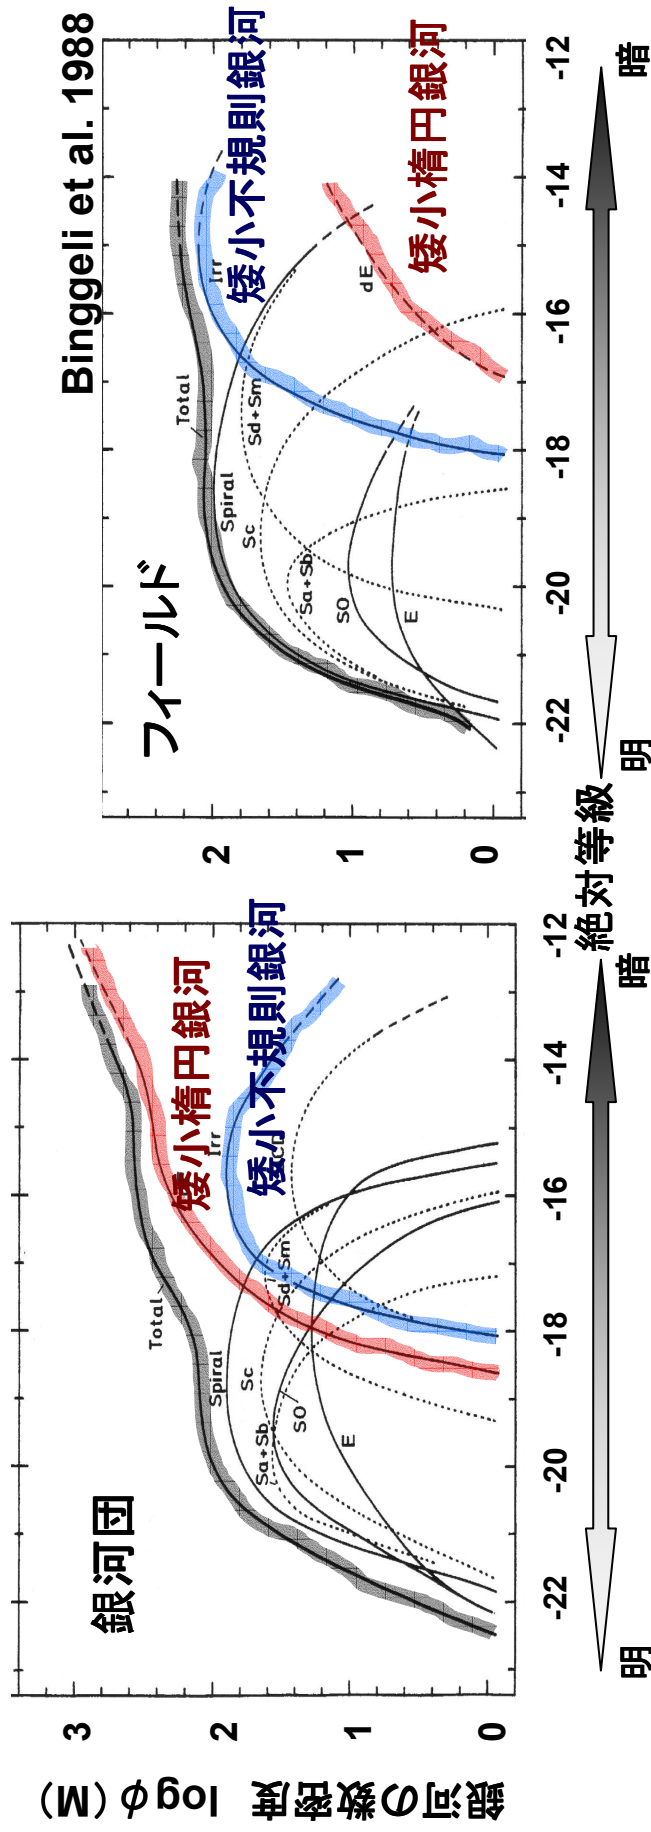 Binggeli et al. 1988
銀河の数密度 log φ (M)
銀河団
3
2
1
0
Total
Spiral
Sc
Sa+Sb
SO
E
Sd+Sm
Irr
矮小楕円銀河
矮小不規則銀河
-22
-20
-18
-16
-14
-12
明
暗
絶対等級
フィールド
2
1
0
Total
Spiral
Sc
Sa+Sb
SO
E
Sd+Sm
Irr
dE
矮小不規則銀河
矮小楕円銀河
-22
-20
-18
-16
-14
-12
明
暗